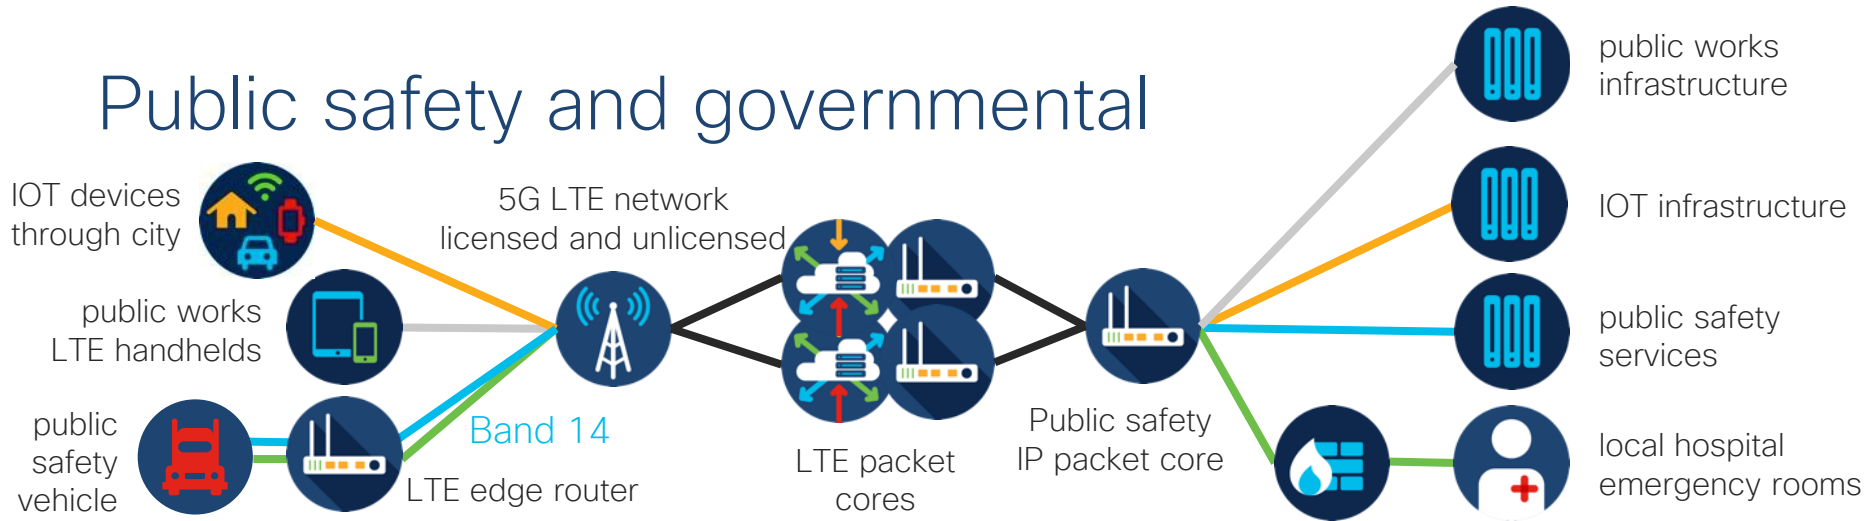 Public safety and governmental
IOT devices
through city
public works
LTE handhelds
public
safety
vehicle
LTE edge router
Band 14
5G LTE network
licensed and unlicensed
LTE packet
cores
Public safety
IP packet core
public works
infrastructure
IOT infrastructure
public safety
services
local hospital
emergency rooms